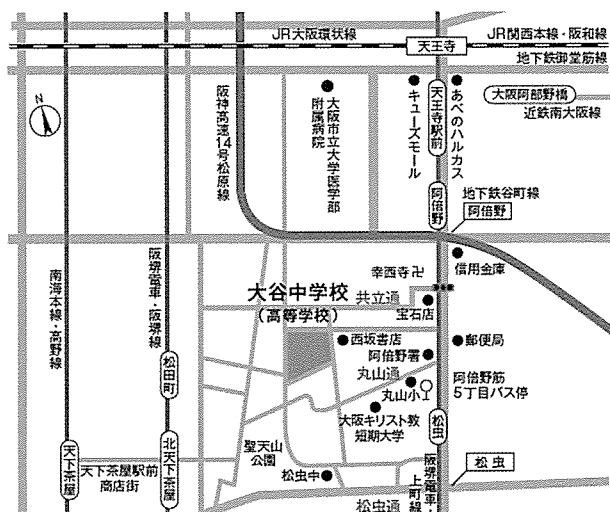 JR大阪環状線
天王寺
JR関西本線・阪和線
地下鉄御堂筋線
N
阪神高速14号松原線
大阪市立大学医学部
附属病院
キューズモール
天王寺駅前
あべのハルカス
大阪阿部野橋
近鉄南大阪線
阿倍野
地下鉄谷町線
阿倍野
南海本線・高野線
阪堺電車・阪堺線
幸西寺卍
信用金庫
大谷中学校
(高等学校)
共立通
宝石店
西坂書店
郵便局
阿倍野署
松田町
丸山通
丸山小
阿倍野筋
5丁目バス停
大阪キリスト教
短期大学
松虫
天下茶屋
天下茶屋駅前
商店街
北天下茶屋
聖天山
公園
松虫中
阪堺電車・
上町線
松虫
松虫通